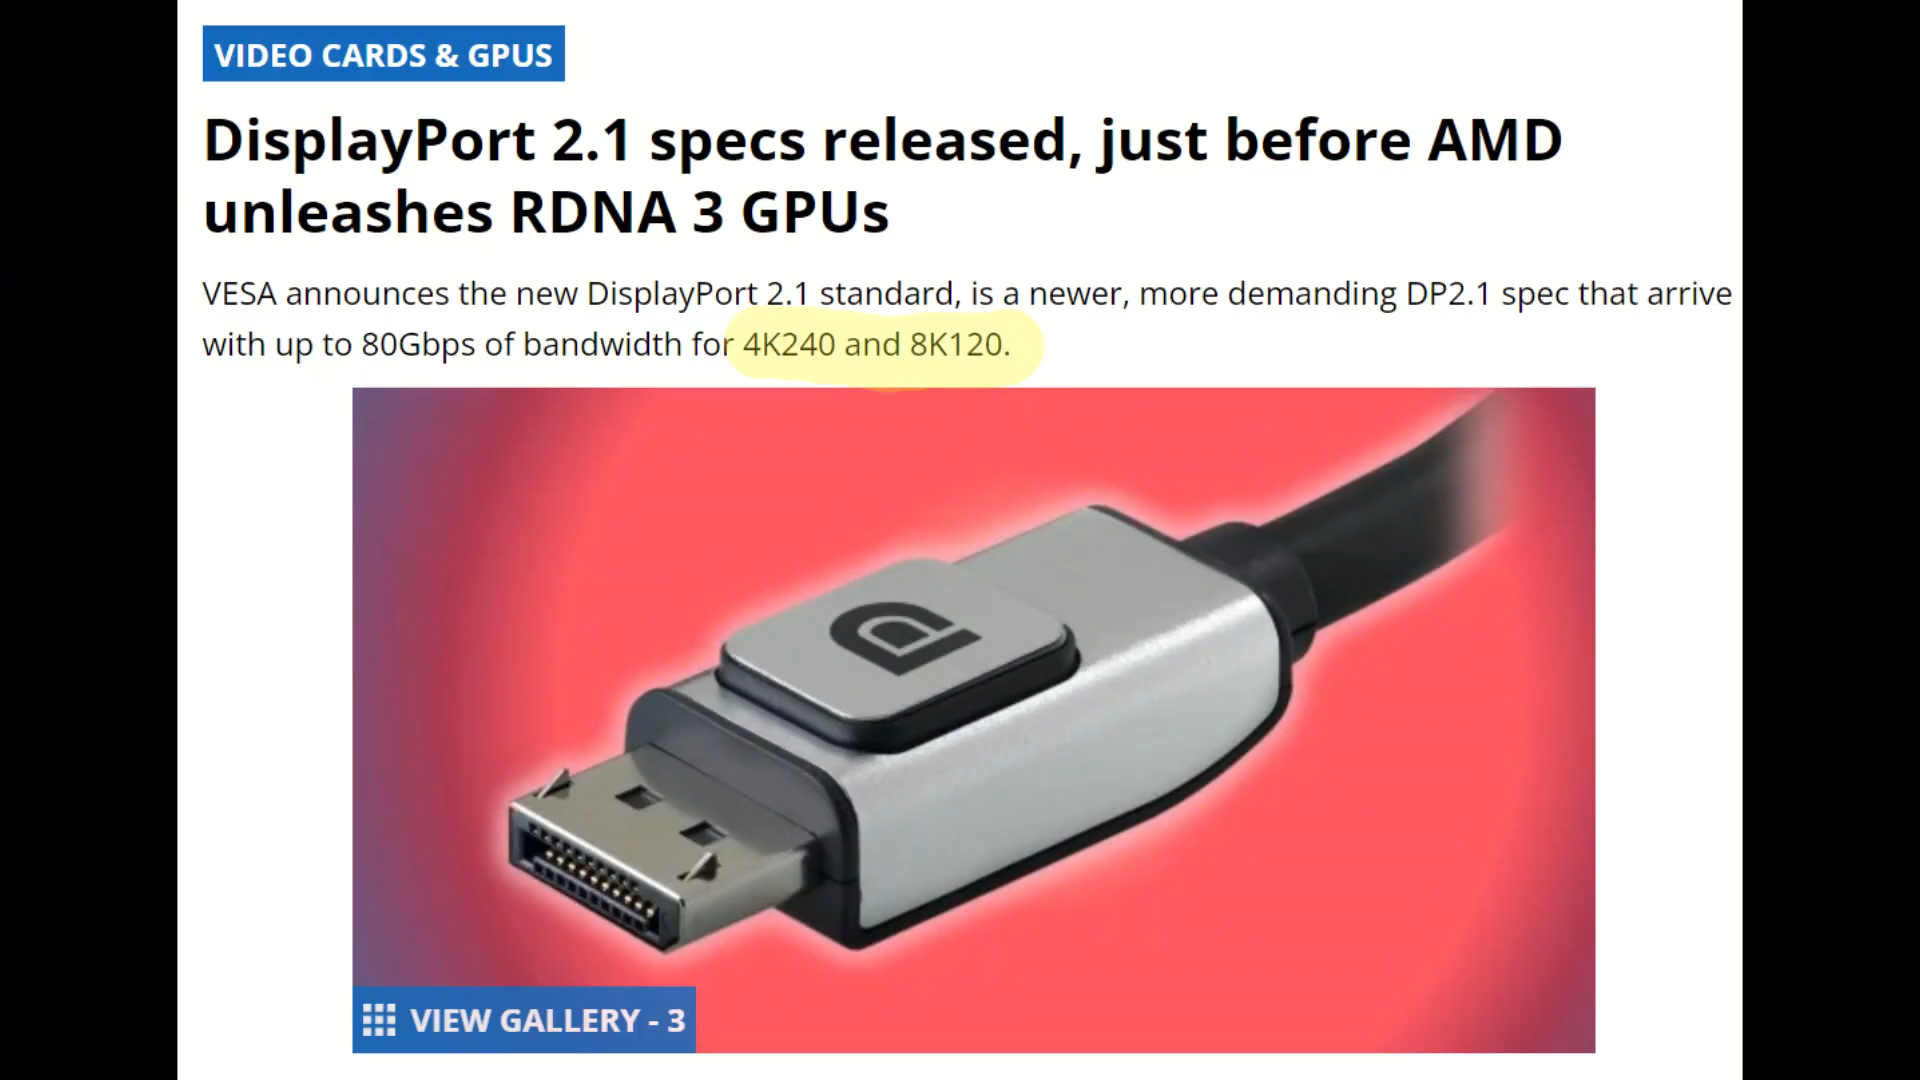 VIDEO CARDS & GPUS
DisplayPort 2.1 specs released, just before AMD
unleashes RDNA 3 GPUs
VESA announces the new DisplayPort 2.1 standard, is a newer, more demanding DP2.1 spec that arrive
with up to 80Gbps of bandwidth for 4K240 and 8K120.
VIEW GALLERY - 3